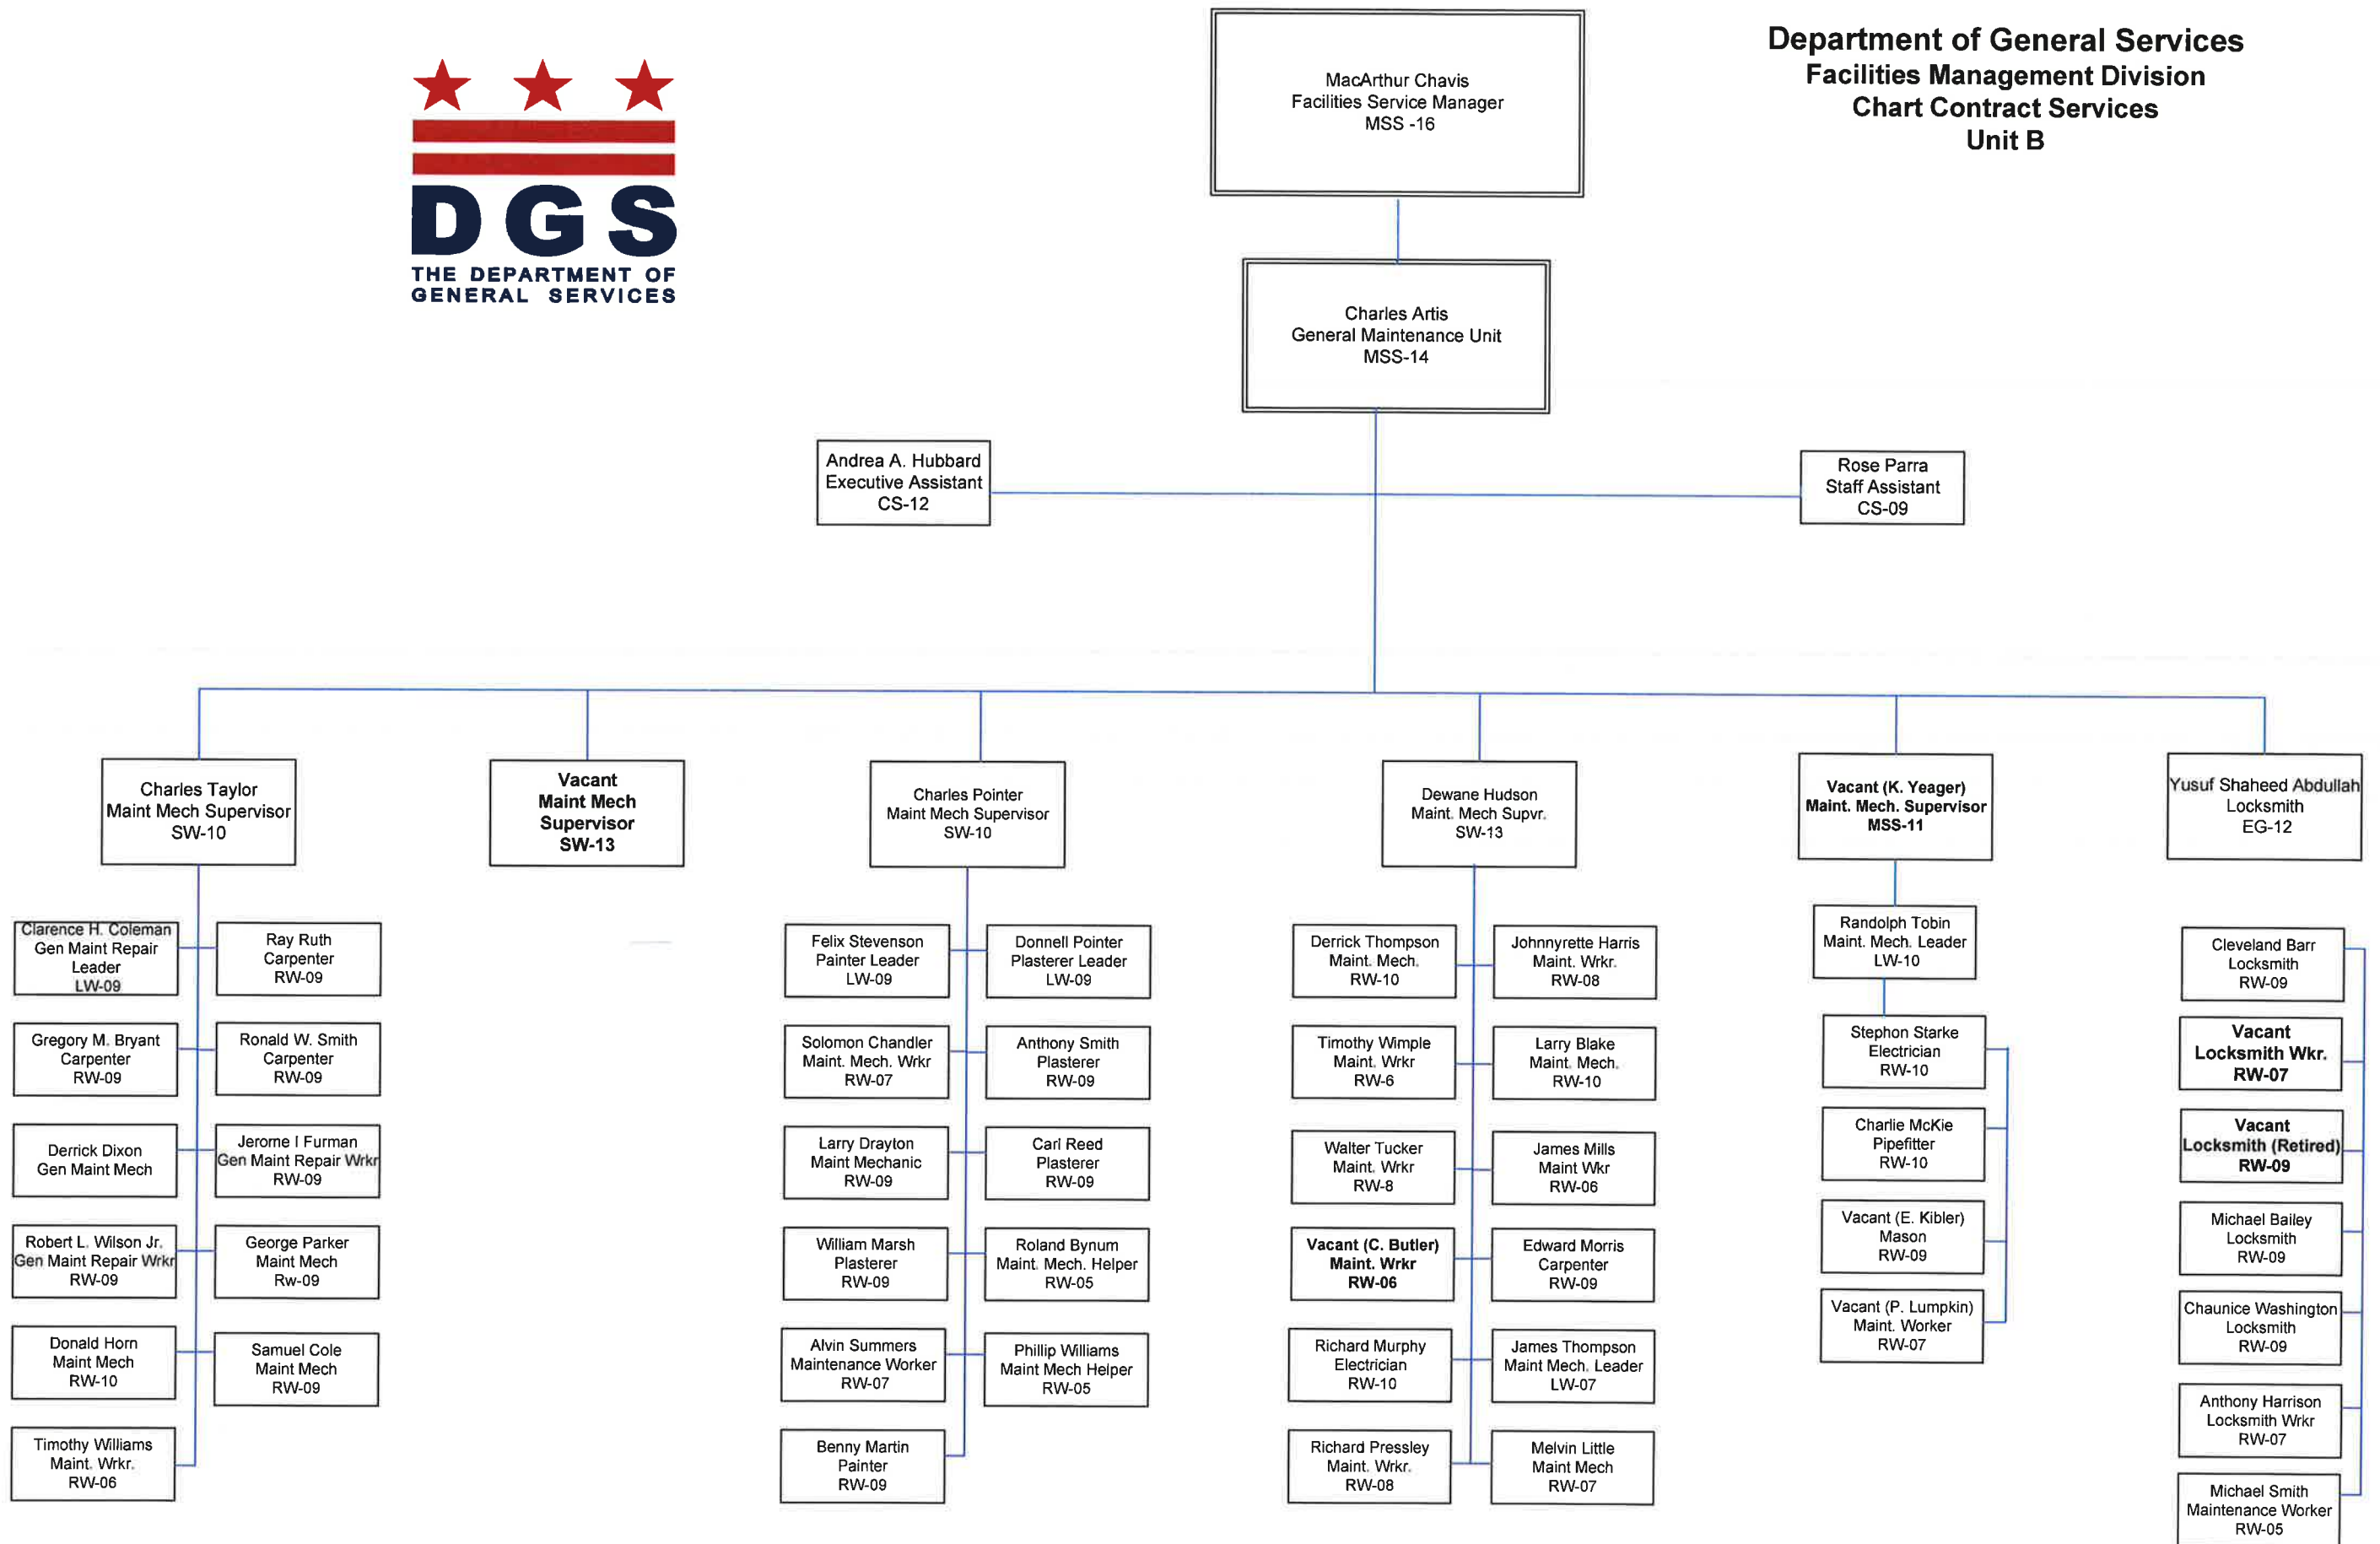 DGS
THE DEPARTMENT OF
GENERAL SERVICES
MacArthur Chavis
Facilities Service Manager
MSS -16
Department of General Services
Facilities Management Division
Chart Contract Services
Unit B
Charles Artis
General Maintenance Unit
MSS-14
Andrea A. Hubbard
Executive Assistant
CS-12
Rose Parra
Staff Assistant
CS-09
Charles Taylor
Maint Mech Supervisor
SW-10
Vacant
Maint Mech
Supervisor
SW-13
Charles Pointer
Maint Mech Supervisor
SW-10
Dewane Hudson
Maint. Mech Supvr.
SW-13
Vacant (K. Yeager)
Maint. Mech. Supervisor
MSS-11
Yusuf Shaheed Abdullah
Locksmith
EG-12
Clarence H. Coleman
Gen Maint Repair
Leader
LW-09
Ray Ruth
Carpenter
RW-09
Gregory M. Bryant
Carpenter
RW-09
Ronald W. Smith
Carpenter
RW-09
Derrick Dixon
Gen Maint Mech
Jerome I Furman
Gen Maint Repair Wrkr
RW-09
Robert L. Wilson Jr.
Gen Maint Repair Wrkr
RW-09
George Parker
Maint Mech
Rw-09
Donald Horn
Maint Mech
RW-10
Samuel Cole
Maint Mech
RW-09
Timothy Williams
Maint. Wrkr.
RW-06
Felix Stevenson
Painter Leader
LW-09
Donnell Pointer
Plasterer Leader
LW-09
Solomon Chandler
Maint. Mech. Wrkr
RW-07
Anthony Smith
Plasterer
RW-09
Larry Drayton
Maint Mechanic
RW-09
Carl Reed
Plasterer
RW-09
William Marsh
Plasterer
RW-09
Roland Bynum
Maint. Mech. Helper
RW-05
Alvin Summers
Maintenance Worker
RW-07
Phillip Williams
Maint Mech Helper
RW-05
Benny Martin
Painter
RW-09
Derrick Thompson
Maint. Mech.
RW-10
Johnnyrette Harris
Maint. Wrkr.
RW-08
Timothy Wimple
Maint. Wrkr
RW-6
Larry Blake
Maint. Mech.
RW-10
Walter Tucker
Maint. Wrkr
RW-8
James Mills
Maint Wkr
RW-06
Vacant (C. Butler)
Maint. Wrkr
RW-06
Edward Morris
Carpenter
RW-09
Richard Murphy
Electrician
RW-10
James Thompson
Maint Mech. Leader
LW-07
Richard Pressley
Maint. Wrkr.
RW-08
Melvin Little
Maint Mech
RW-07
Randolph Tobin
Maint. Mech. Leader
LW-10
Stephon Starke
Electrician
RW-10
Charlie McKie
Pipefitter
RW-10
Vacant (E. Kibler)
Mason
RW-09
Vacant (P. Lumpkin)
Maint. Worker
RW-07
Cleveland Barr
Locksmith
RW-09
Vacant
Locksmith Wkr.
RW-07
Vacant
Locksmith (Retired)
RW-09
Michael Bailey
Locksmith
RW-09
Chaunice Washington
Locksmith
RW-09
Anthony Harrison
Locksmith Wrkr
RW-07
Michael Smith
Maintenance Worker
RW-05